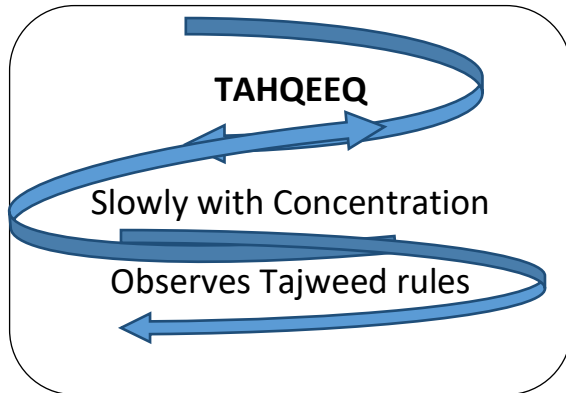 TAHQEEQ
Slowly with Concentration
Observes Tajweed rules